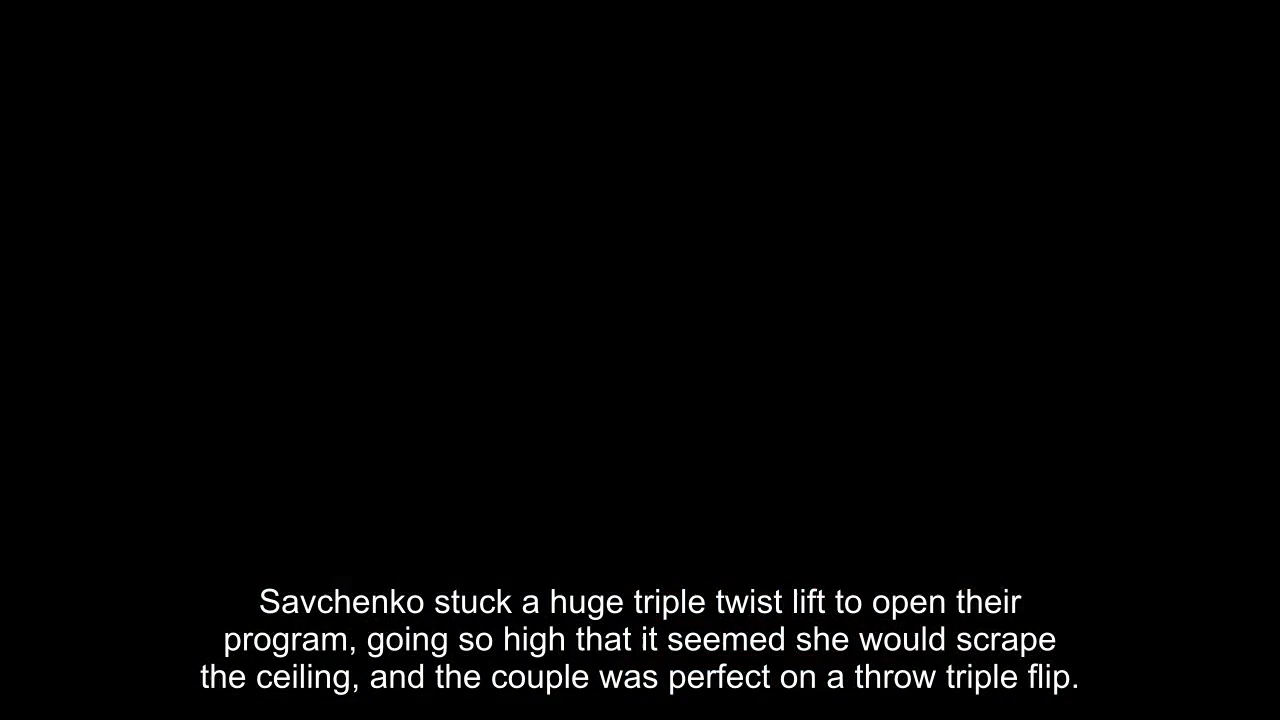 Savchenko stuck a huge triple twist lift to open their
program, going so high that it seemed she would scrape
the ceiling, and the couple was perfect on a throw triple flip.